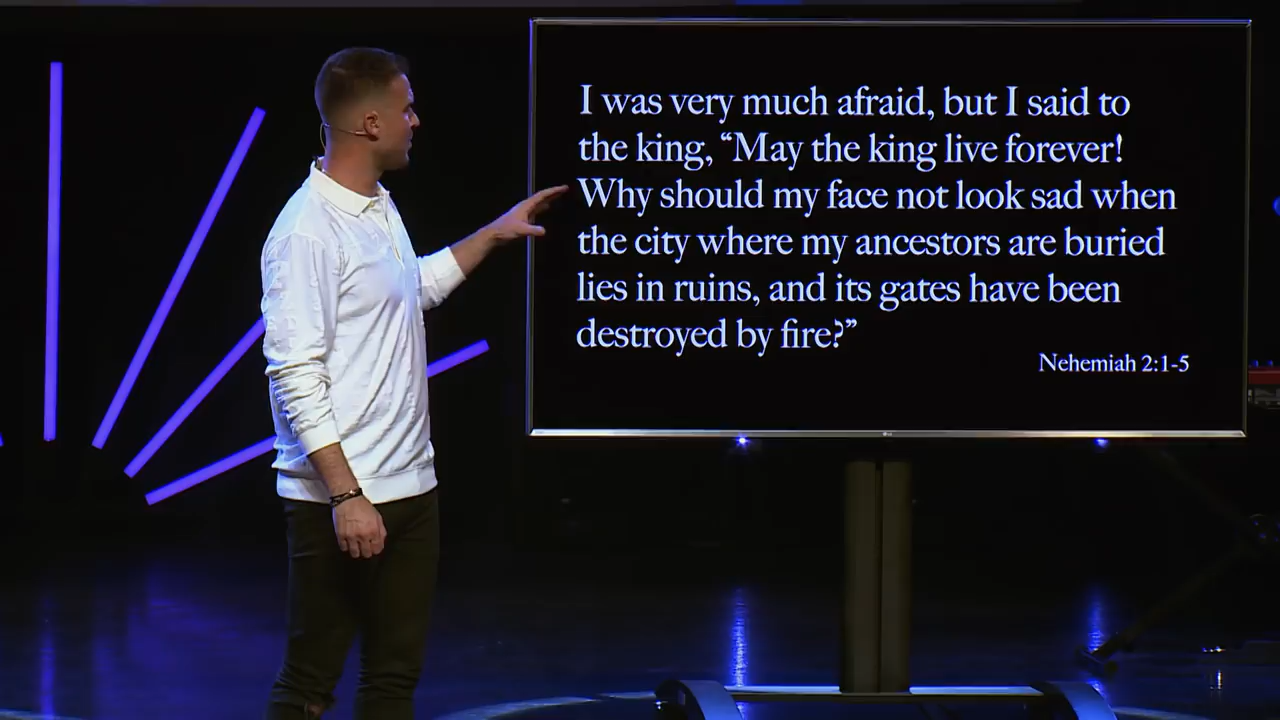 I was very much afraid, but I said to
the king, “May the king live forever!
Why should my face not look sad when
the city where my ancestors are buried
lies in ruins, and its gates have been
destroyed by fire?”
Nehemiah 2:1-5